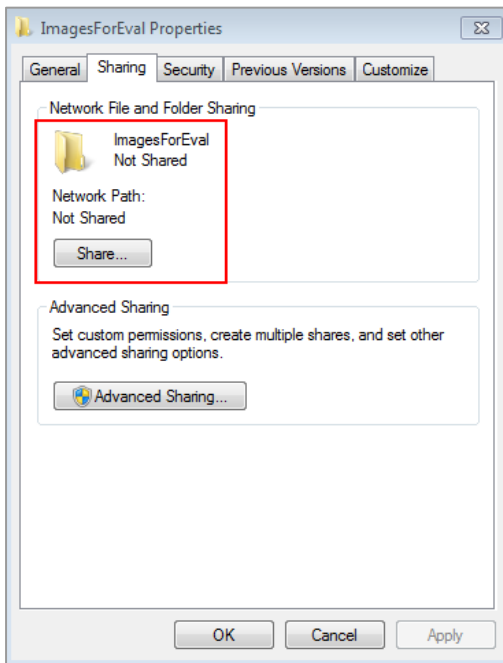 ImagesForEval Properties
General Sharing Security Previous Versions Customize
Network File and Folder Sharing
ImagesForEval
Not Shared
Network Path:
Not Shared
Share...
Advanced Sharing
Set custom permissions, create multiple shares, and set other
advanced sharing options.
Advanced Sharing...
OK Cancel Apply